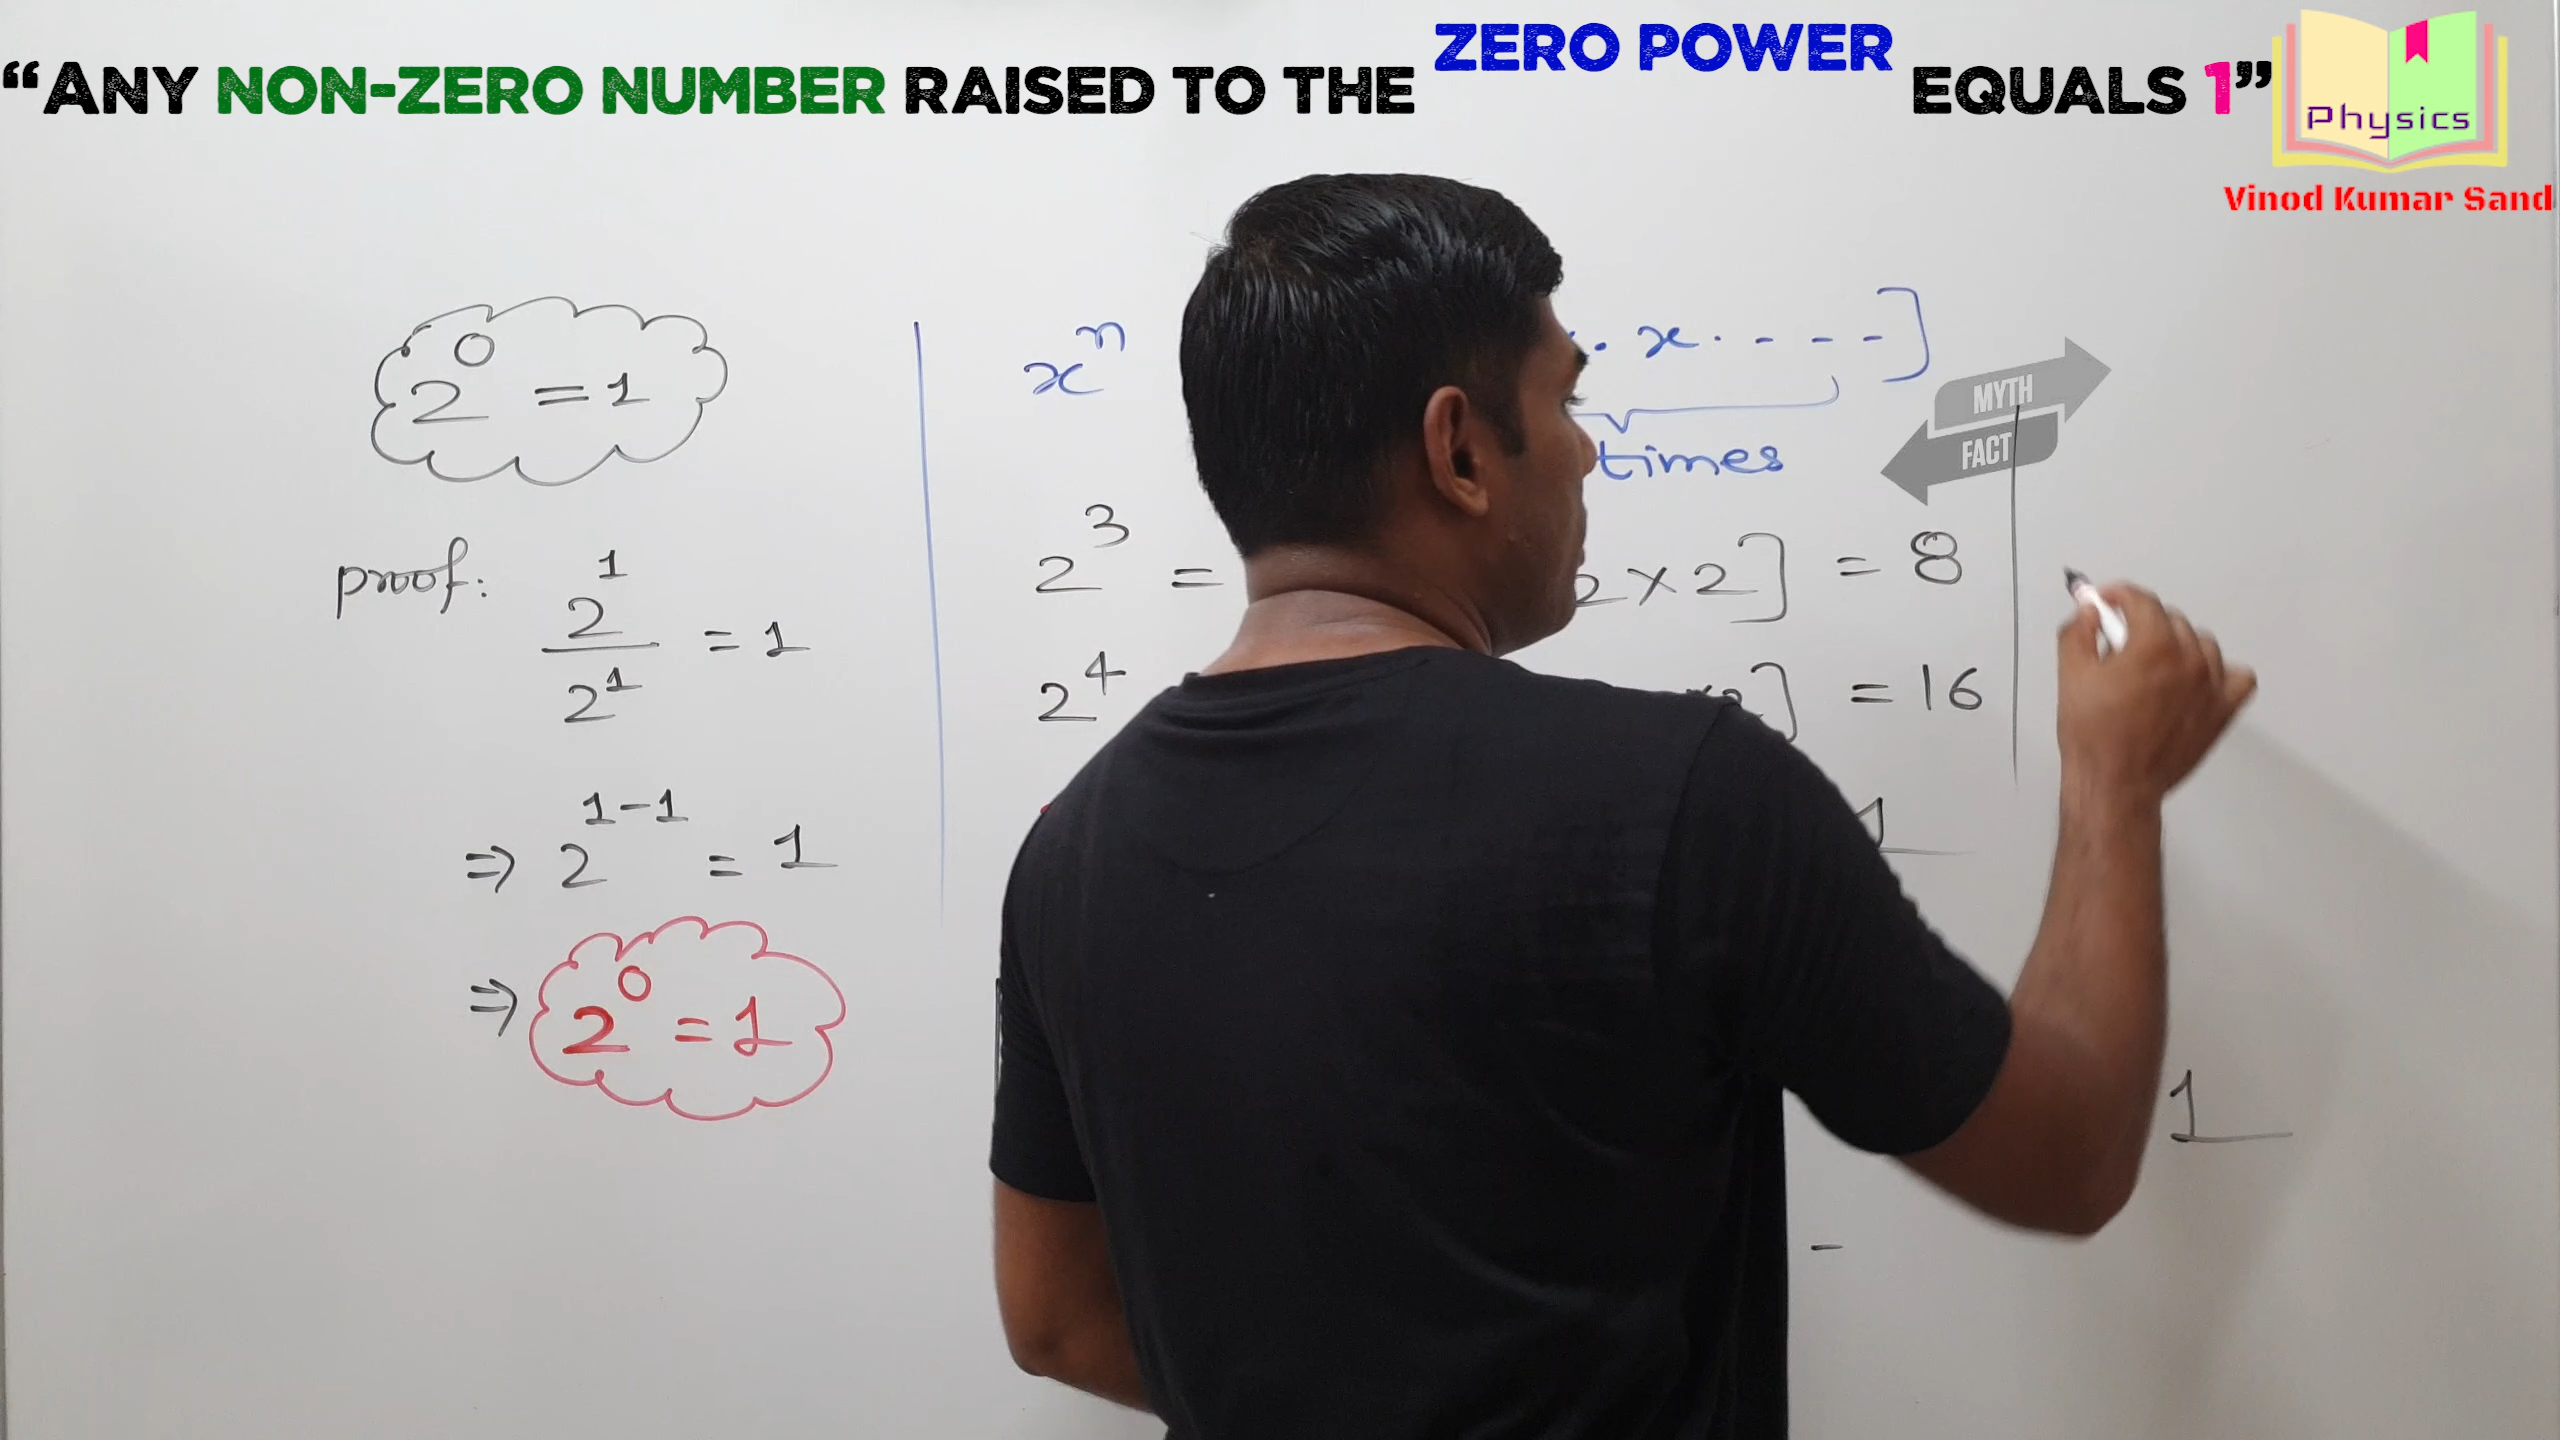 “ANY NON-ZERO NUMBER RAISED TO THE ZERO POWER EQUALS 1”
Physics
Vinod Kumar Sand
2⁰ = 1
proof: 2¹/2¹ = 1
⇒ 2¹⁻¹ = 1
⇒ 2⁰ = 1
xⁿ . x . - - - -]
times
MYTH
FACT
2³ = 2 × 2] = 8
2⁴ ×2] = 16
1
1
-